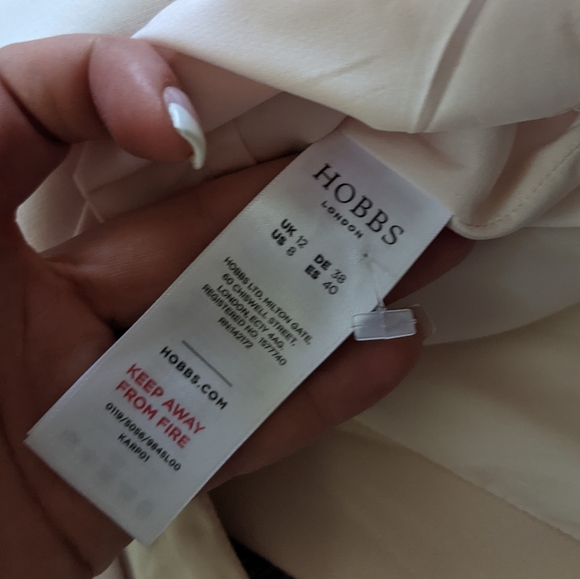 HOBBS
LONDON
UK 12 DE 38
US 8 ES 40
HOBBS LTD, MILTON GATE,
60 CHISWELL STREET,
LONDON, EC1Y 4AG.
REGISTERED NO. 1577740
RN142172
HOBBS.COM
KEEP AWAY
FROM FIRE
0119/5056/9845L00
KARP01